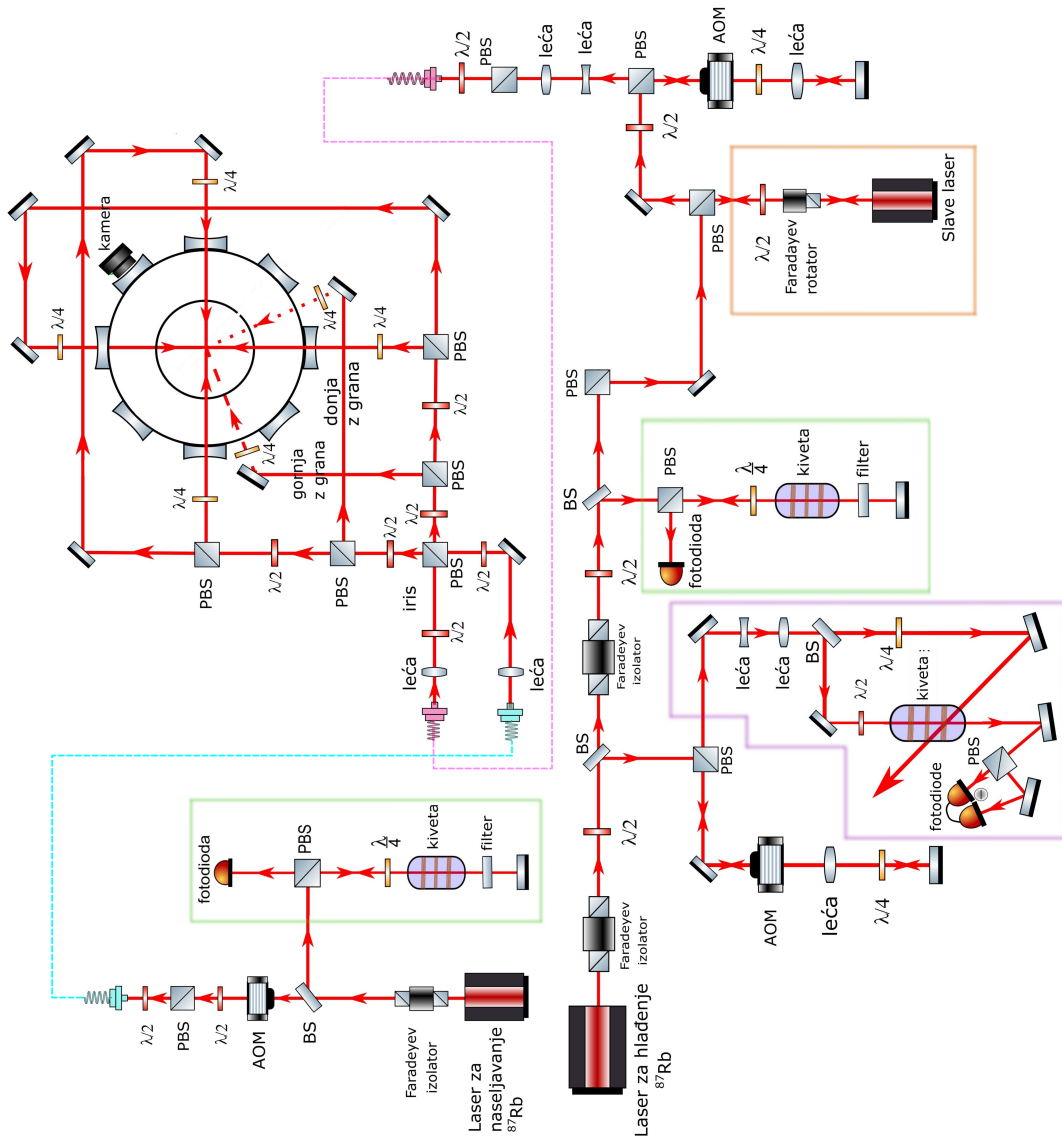 λ/2
PBS
leća
leća
PBS
AOM
λ/4
leća
λ/2
PBS
λ/2
Faradayev
rotator
Slave laser
kamera
λ/4
λ/4
λ/4
λ/4
donja
z grana
gornja
z grana
λ/4
λ/4
PBS
λ/2
PBS
λ/2
λ/2
PBS
λ/2
PBS
iris
PBS
λ/2
λ/2
leća
leća
PBS
BS
PBS
fotodioda
λ/4
kiveta
filter
λ/2
Faradeyev
izolator
BS
PBS
leća
leća
BS
λ/4
λ/2
kiveta :
PBS
fotodiode
AOM
leća
λ/4
λ/2
Faradeyev
izolator
Laser za hlađenje
⁸⁷Rb
fotodioda
PBS
λ/4
kiveta
filter
λ/2
PBS
λ/2
AOM
BS
Faradeyev
izolator
Laser za
naseljavanje
⁸⁷Rb